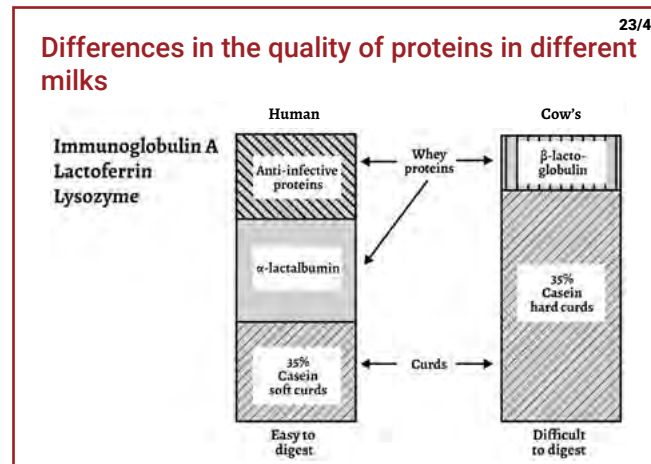 23/4
Differences in the quality of proteins in different
milks
Human
Cow's
Immunoglobulin A
Lactoferrin
Lysozyme
Anti-infective
proteins
Whey
proteins
β-lacto-
globulin
α-lactalbumin
35%
Casein
hard curds
35%
Casein
soft curds
Curds
Easy to
digest
Difficult
to digest